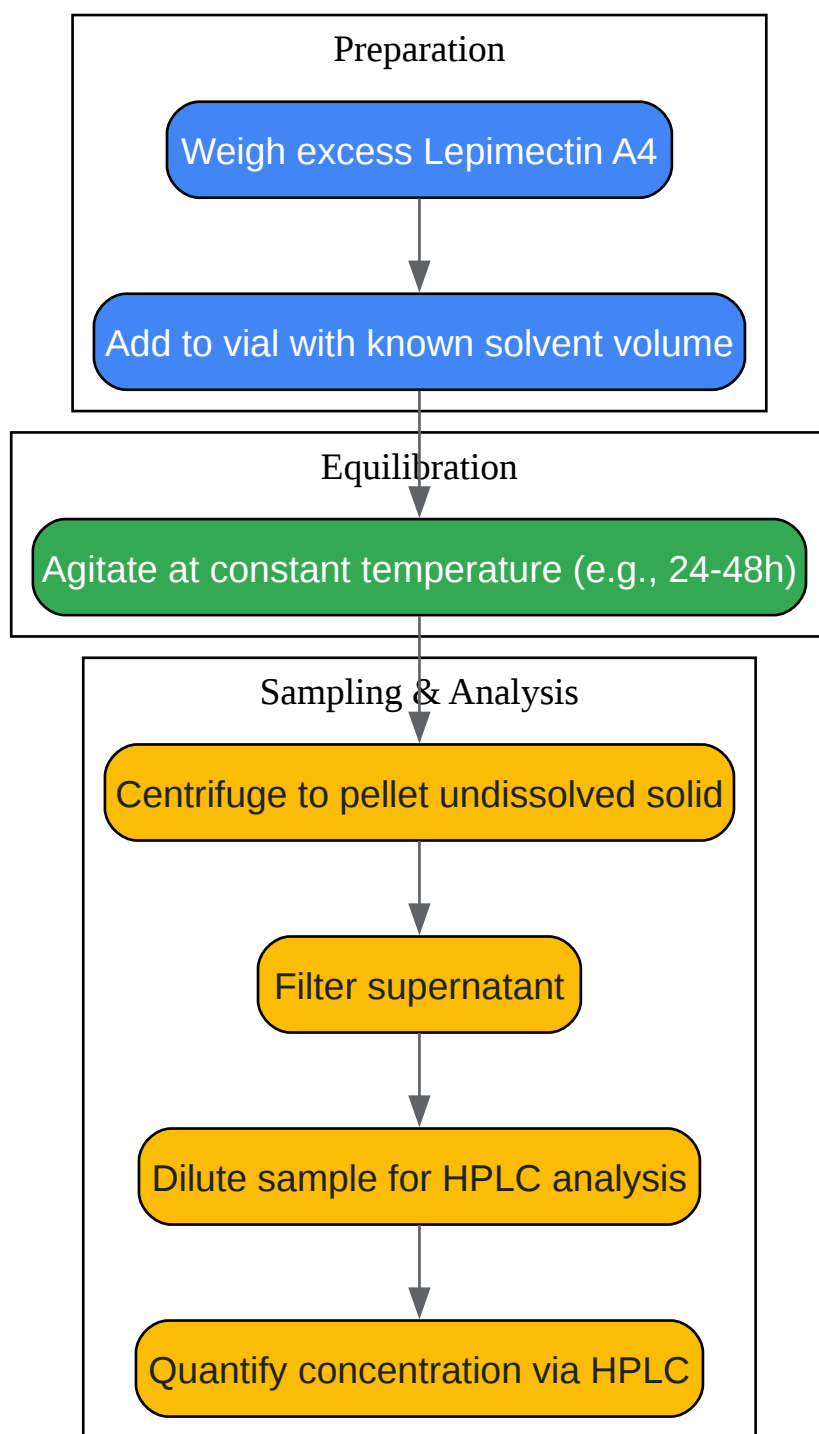 Preparation
Weigh excess Lepimectin A4
Add to vial with known solvent volume
Equilibration
Agitate at constant temperature (e.g., 24-48h)
Sampling & Analysis
Centrifuge to pellet undissolved solid
Filter supernatant
Dilute sample for HPLC analysis
Quantify concentration via HPLC